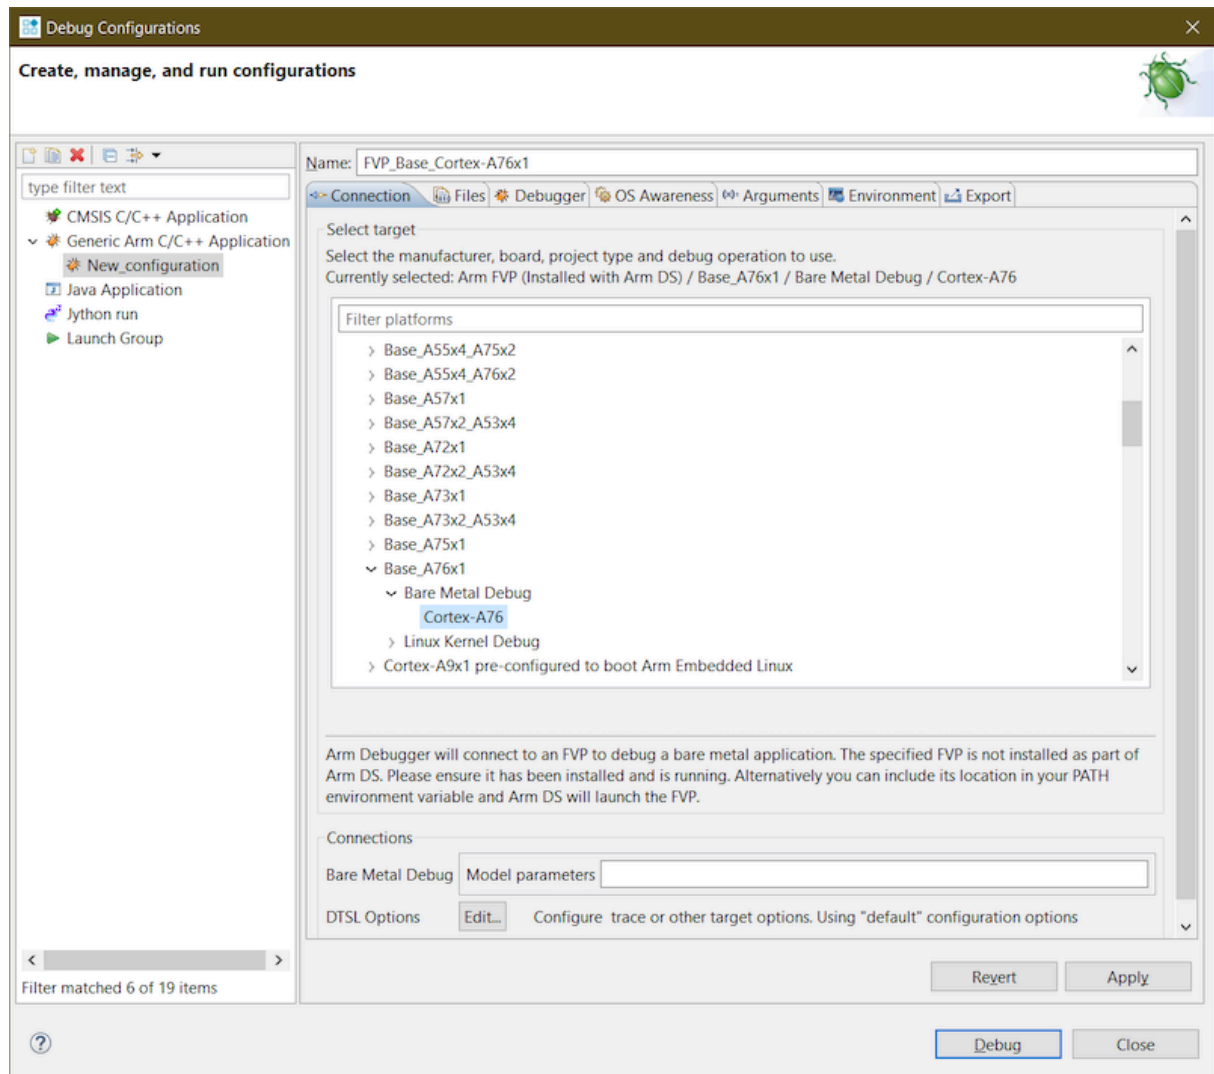 Debug Configurations
Create, manage, and run configurations
type filter text
CMSIS C/C++ Application
Generic Arm C/C++ Application
New_configuration
Java Application
Jython run
Launch Group
Filter matched 6 of 19 items
Name: FVP_Base_Cortex-A76x1
Connection Files Debugger OS Awareness Arguments Environment Export
Select target
Select the manufacturer, board, project type and debug operation to use.
Currently selected: Arm FVP (Installed with Arm DS) / Base_A76x1 / Bare Metal Debug / Cortex-A76
Filter platforms
Base_A55x4_A75x2
Base_A55x4_A76x2
Base_A57x1
Base_A57x2_A53x4
Base_A72x1
Base_A72x2_A53x4
Base_A73x1
Base_A73x2_A53x4
Base_A75x1
Base_A76x1
Bare Metal Debug
Cortex-A76
Linux Kernel Debug
Cortex-A9x1 pre-configured to boot Arm Embedded Linux
Arm Debugger will connect to an FVP to debug a bare metal application. The specified FVP is not installed as part of
Arm DS. Please ensure it has been installed and is running. Alternatively you can include its location in your PATH
environment variable and Arm DS will launch the FVP.
Connections
Bare Metal Debug Model parameters
DTSL Options Edit... Configure trace or other target options. Using "default" configuration options
Revert Apply
Debug Close